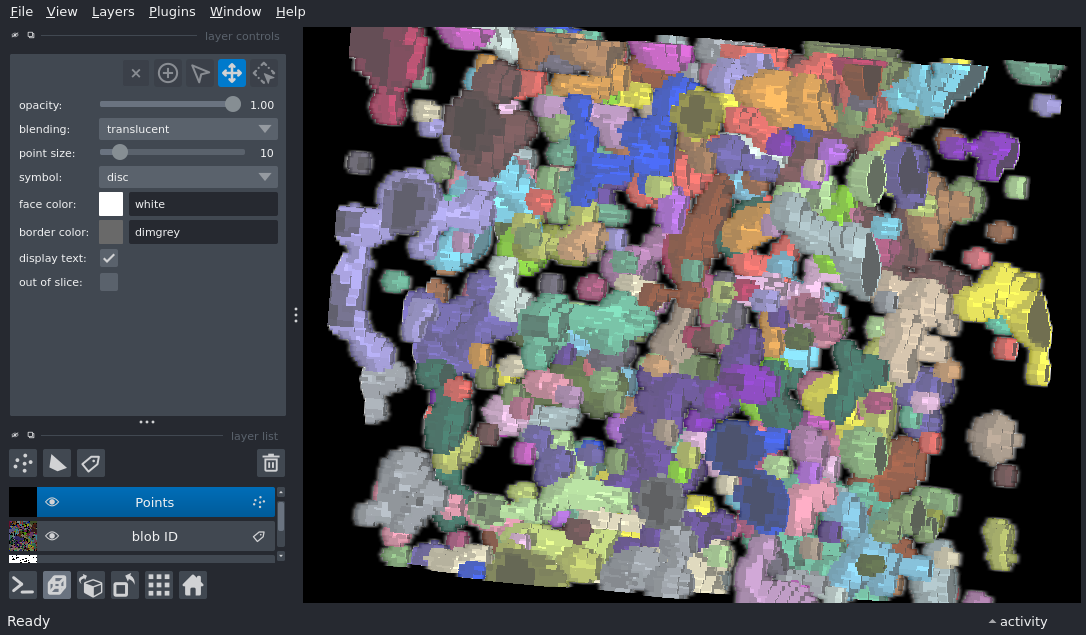 File View Layers Plugins Window Help
layer controls
opacity: 1.00
blending: translucent
point size: 10
symbol: disc
face color: white
border color: dimgrey
display text:
out of slice:
layer list
Points
blob ID
Ready
activity